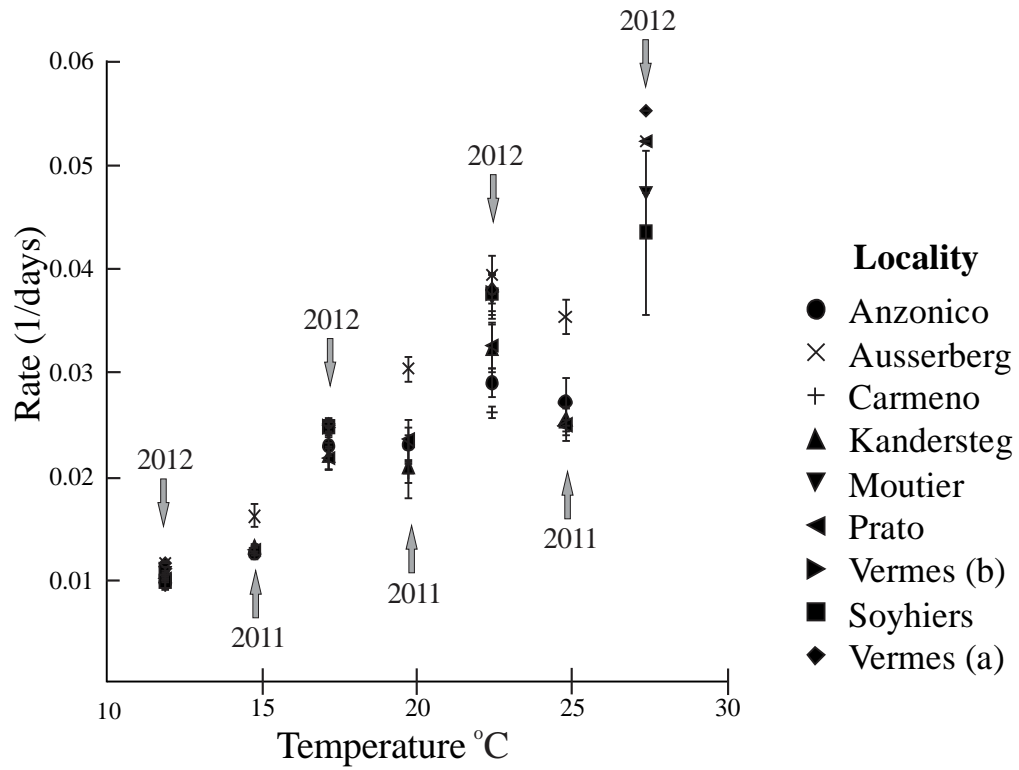 2012
0.06
0.05
2012
0.04
2012
0.03
2012
0.02
0.01
2011
2011
2011
Rate (1/days)
10
15
20
25
30
Temperature °C
Locality
Anzonico
Ausserberg
Carmeno
Kandersteg
Moutier
Prato
Vermes (b)
Soyhiers
Vermes (a)